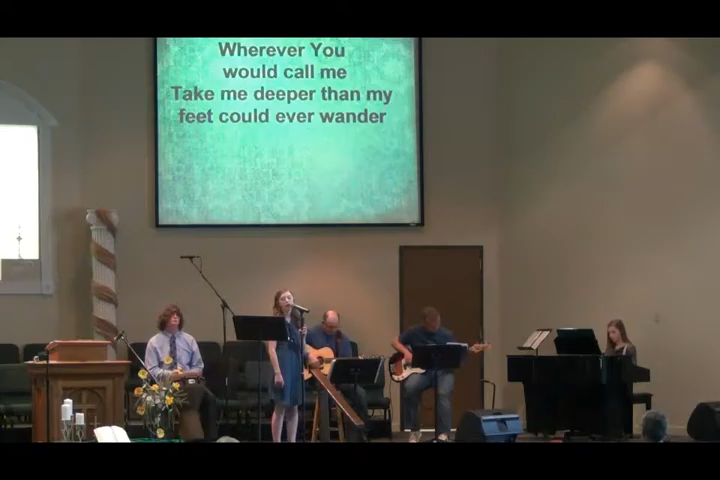 Wherever You
would call me
Take me deeper than my
feet could ever wander